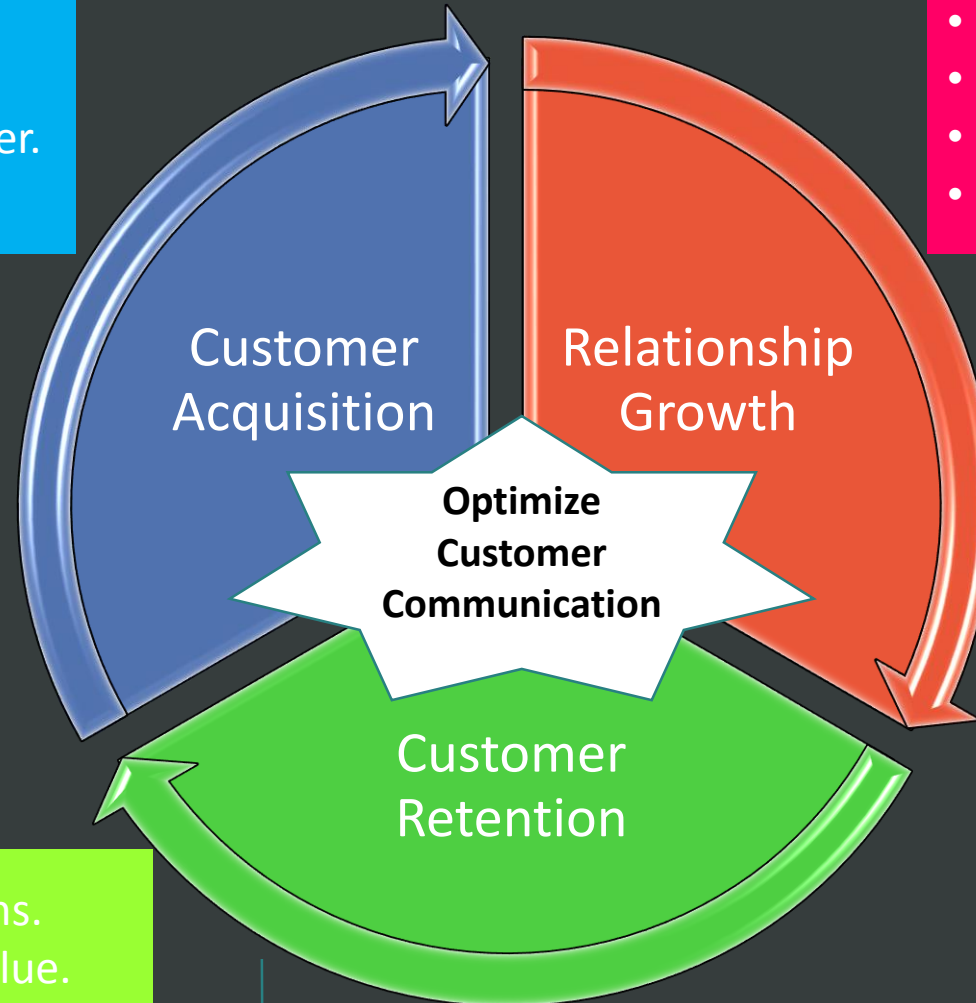 er.
•
•
•
•
Customer
Acquisition
Relationship
Growth
Optimize
Customer
Communication
Customer
Retention
ns.
lue.